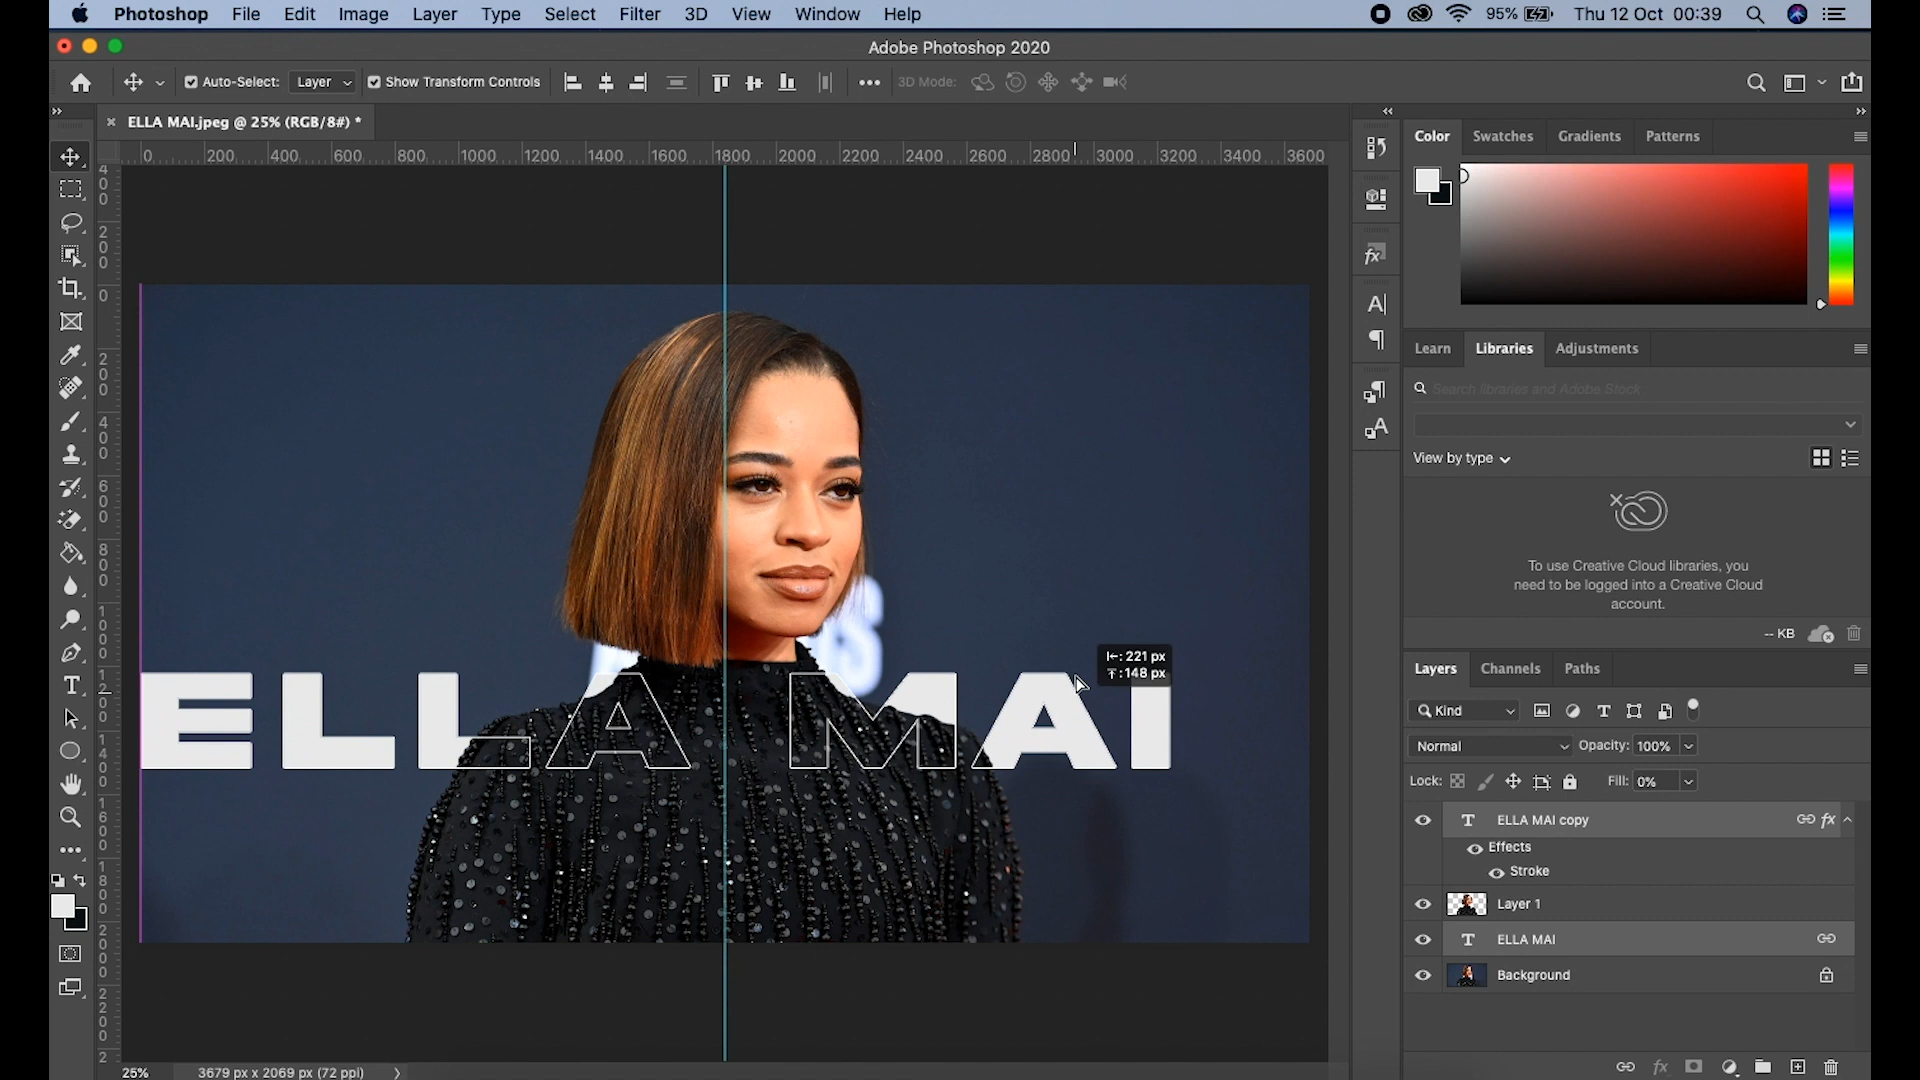 Photoshop File Edit Image Layer Type Select Filter 3D View Window Help 95% Thu 12 Oct 00:39
Adobe Photoshop 2020
Auto-Select: Layer Show Transform Controls 3D Mode:
× ELLA MAI.jpeg @ 25% (RGB/8#) *
0 200 400 600 800 1000 1200 1400 1600 1800 2000 2200 2400 2600 2800 3000 3200 3400 3600
Color Swatches Gradients Patterns
Learn Libraries Adjustments
Search libraries and Adobe Stock
View by type
To use Creative Cloud libraries, you
need to be logged into a Creative Cloud
account.
-- KB
ELLA MAI
221 px
148 px
Layers Channels Paths
Kind
Normal Opacity: 100%
Lock: Fill: 0%
T ELLA MAI copy fx
Effects
Stroke
Layer 1
T ELLA MAI
Background
25% 3679 px x 2069 px (72 ppi)